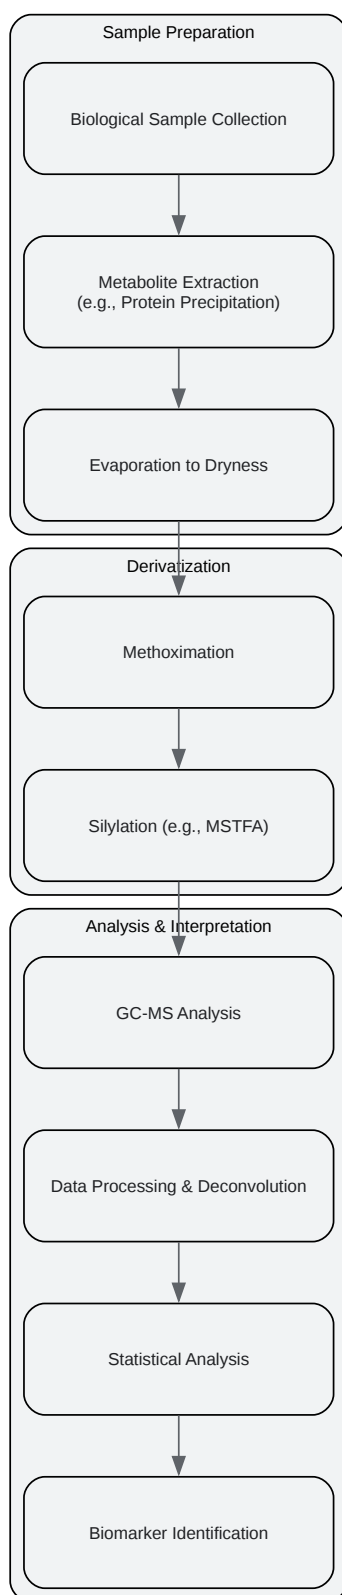 Sample Preparation
Biological Sample Collection
Metabolite Extraction
(e.g., Protein Precipitation)
Evaporation to Dryness
Derivatization
Methoximation
Silylation (e.g., MSTFA)
Analysis & Interpretation
GC-MS Analysis
Data Processing & Deconvolution
Statistical Analysis
Biomarker Identification